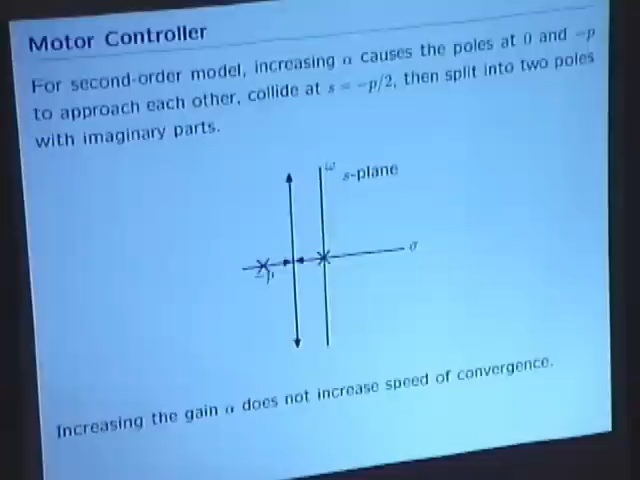 Motor Controller
For second-order model, increasing α causes the poles at 0 and −p
to approach each other, collide at s = −p/2, then split into two poles
with imaginary parts.
ω
s-plane
σ
−p
Increasing the gain α does not increase speed of convergence.